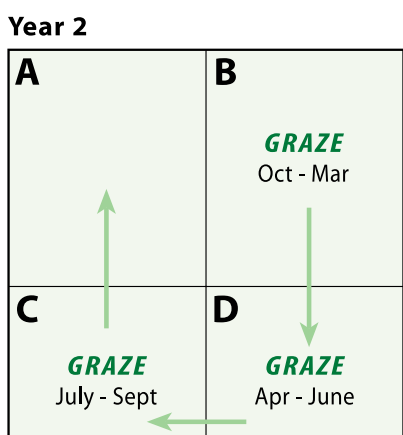 Year 2
A
B
GRAZE
Oct - Mar
C
GRAZE
July - Sept
D
GRAZE
Apr - June